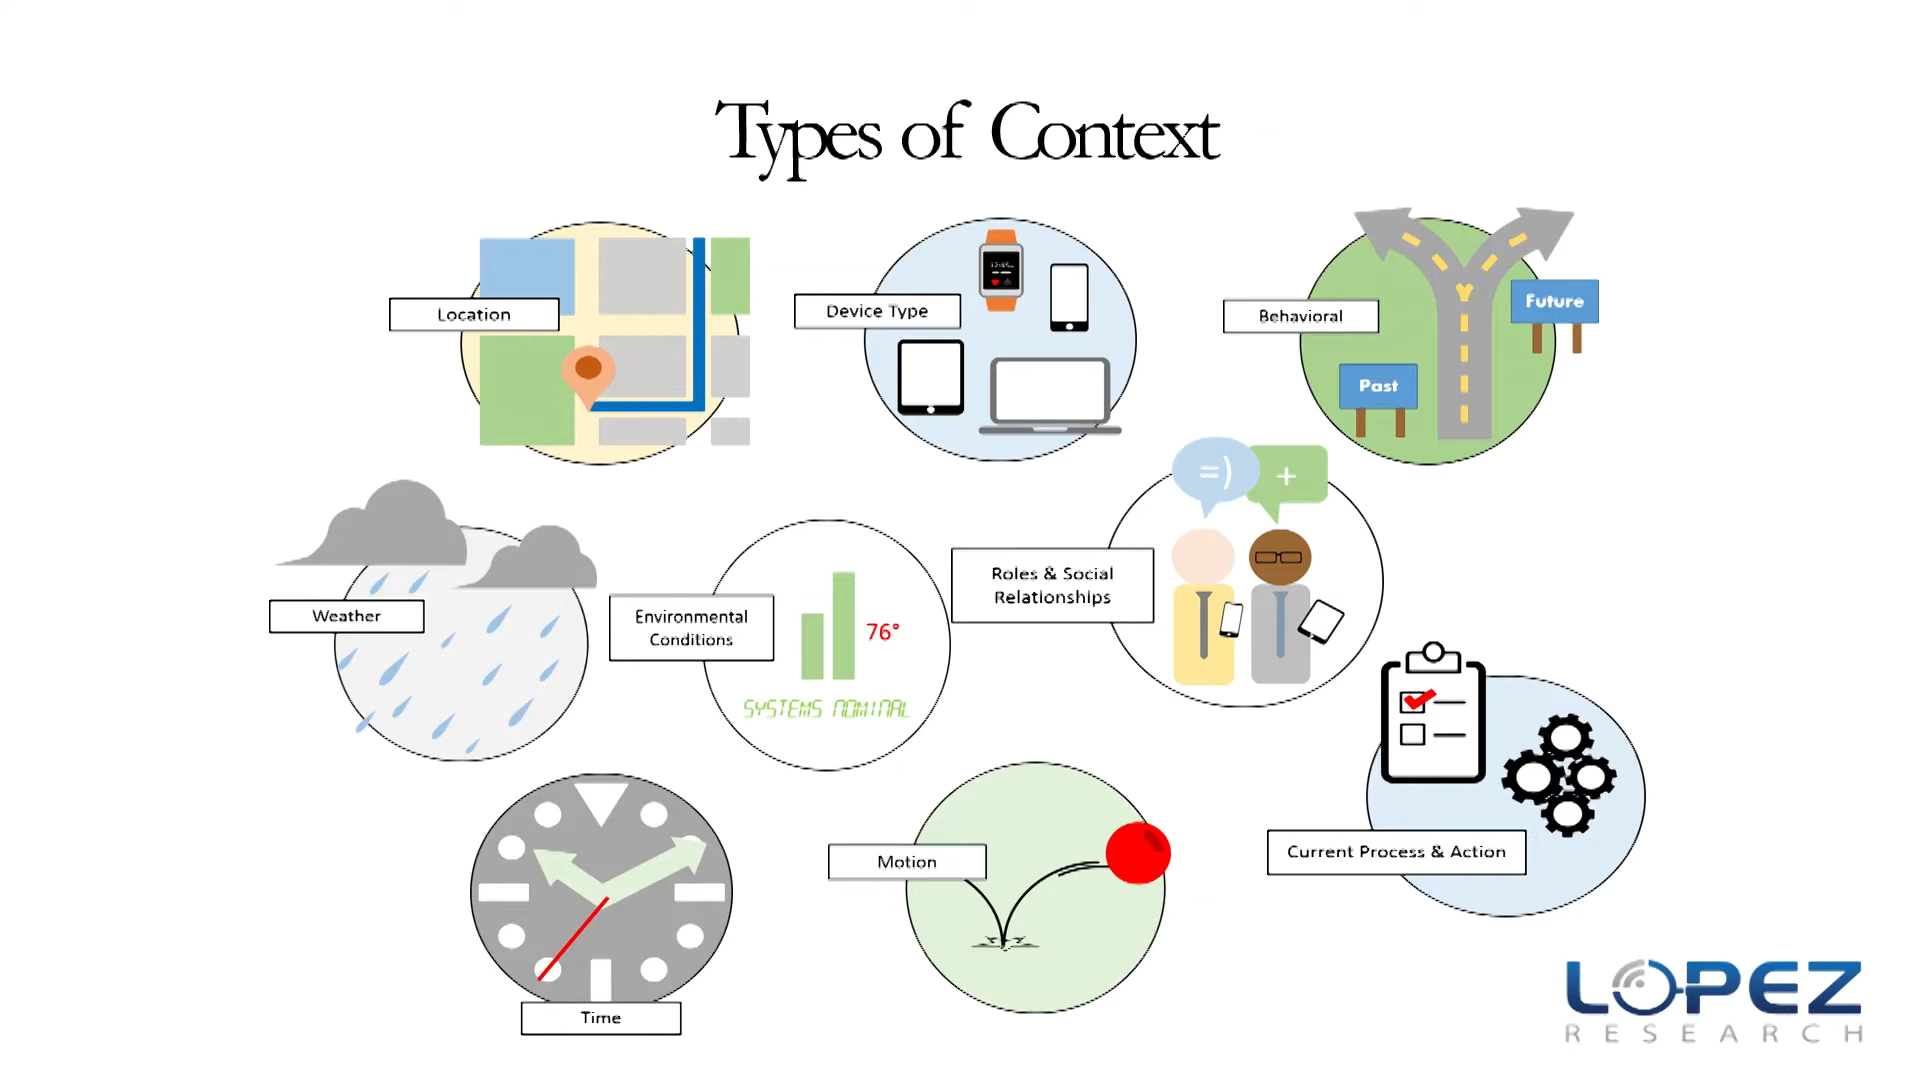 Types of Context
Location
Device Type
Behavioral
Future
Past
=)
+
Weather
Environmental
Conditions
76°
SYSTEMS NOMINAL
Roles & Social
Relationships
Time
Motion
Current Process & Action
LOPEZ
RESEARCH